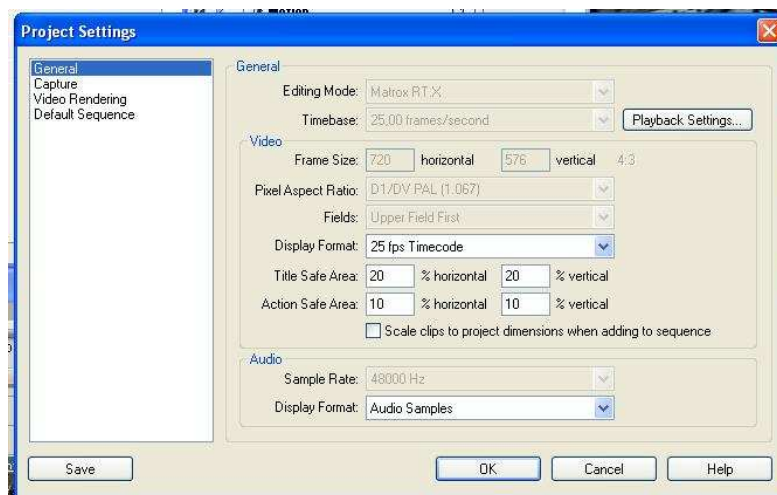 Project Settings
General
Capture
Video Rendering
Default Sequence
General
Editing Mode: Matrox RT.X
Timebase: 25,00 frames/second Playback Settings...
Video
Frame Size: 720 horizontal 576 vertical 4:3
Pixel Aspect Ratio: D1/DV PAL (1.067)
Fields: Upper Field First
Display Format: 25 fps Timecode
Title Safe Area: 20 % horizontal 20 % vertical
Action Safe Area: 10 % horizontal 10 % vertical
Scale clips to project dimensions when adding to sequence
Audio
Sample Rate: 48000 Hz
Display Format: Audio Samples
Save OK Cancel Help